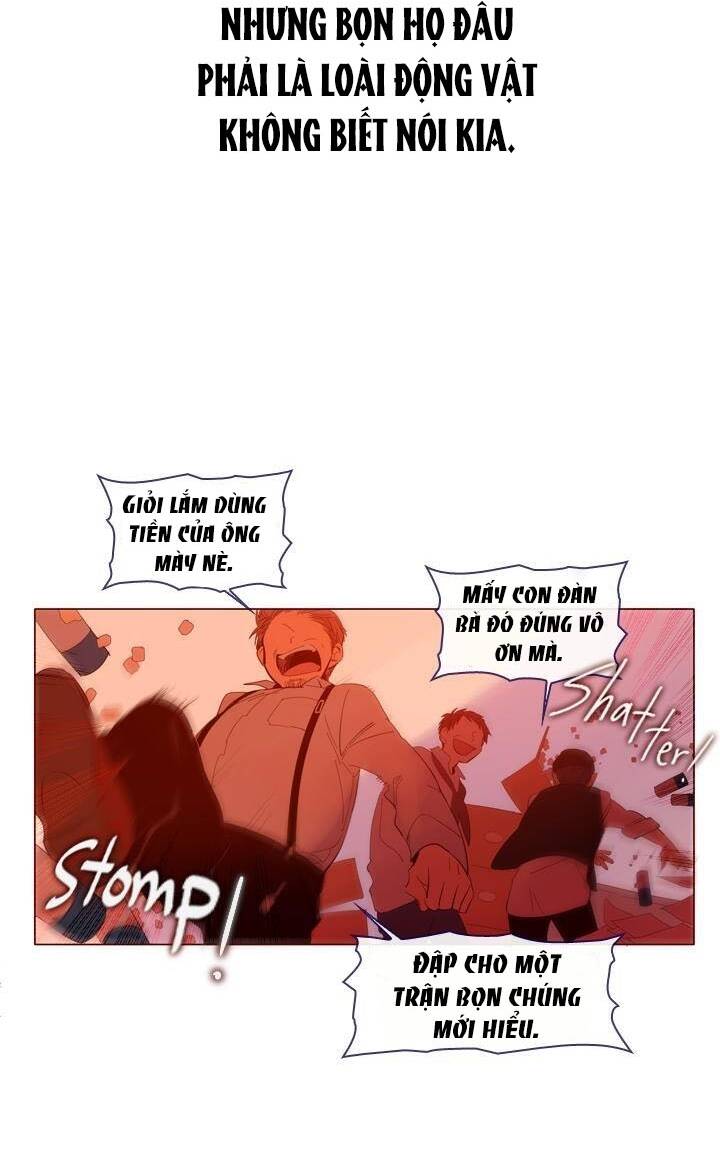 NHƯNG BỌN HỌ ĐÂU
PHẢI LÀ LOÀI ĐỘNG VẬT
KHÔNG BIẾT NÓI KIA.
GIỎI LẮM DÙNG
TIỀN CỦA ÔNG
MÀY NÈ.
MẤY CON ĐÀN
BÀ ĐÓ ĐÚNG VÔ
ƠN MÀ.
Shatter!
Stomp!
ĐẬP CHO MỘT
TRẬN BỌN CHÚNG
MỚI HIỂU.